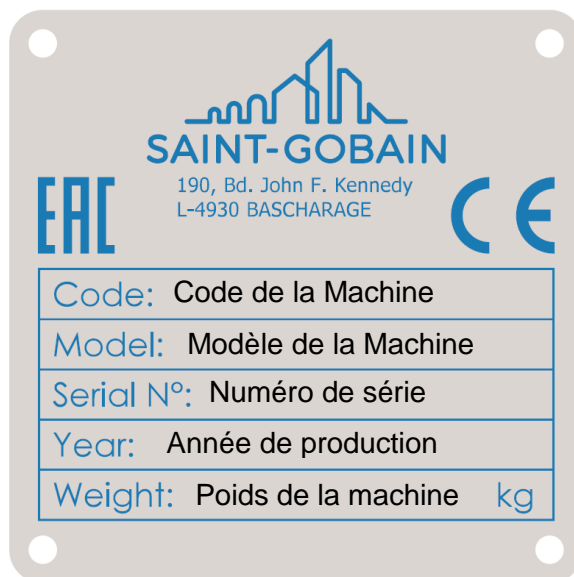 SAINT-GOBAIN
190, Bd. John F. Kennedy
L-4930 BASCHARAGE
EAC CE
Code: Code de la Machine
Model: Modèle de la Machine
Serial N°: Numéro de série
Year: Année de production
Weight: Poids de la machine kg